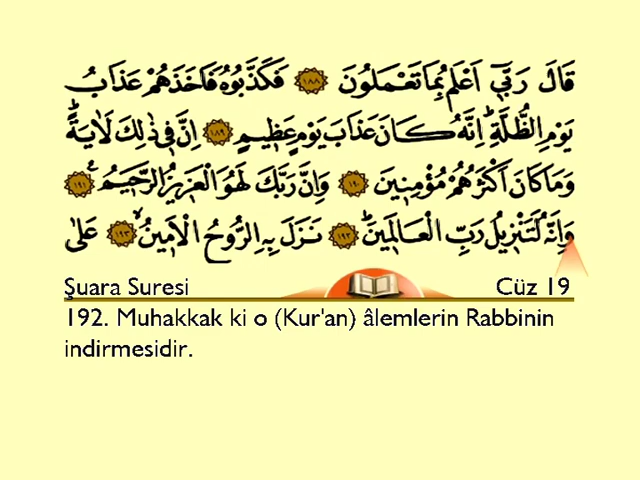 قَالَ رَبّ۪ٓي اَعْلَمُ بِمَا تَعْمَلُونَ ﴿١٨٨﴾ فَكَذَّبُوهُ فَاَخَذَهُمْ عَذَابُ
يَوْمِ الظُّلَّةِۜ اِنَّهُ كَانَ عَذَابَ يَوْمٍ عَظ۪يمٍ ﴿١٨٩﴾ اِنَّ ف۪ي ذٰلِكَ لَاٰيَةًۜ
وَمَا كَانَ اَكْثَرُهُمْ مُؤْمِن۪ينَ ﴿١٩٠﴾ وَاِنَّ رَبَّكَ لَهُوَ الْعَز۪يزُ الرَّح۪يمُ۟ ﴿١٩١﴾
وَاِنَّهُ لَتَنْز۪يلُ رَبِّ الْعَالَم۪ينَۜ ﴿١٩٢﴾ نَزَلَ بِهِ الرُّوحُ الْاَم۪ينُۙ ﴿١٩٣﴾ عَلٰى
Şuara Suresi Cüz 19
192. Muhakkak ki o (Kur'an) âlemlerin Rabbinin
indirmesidir.